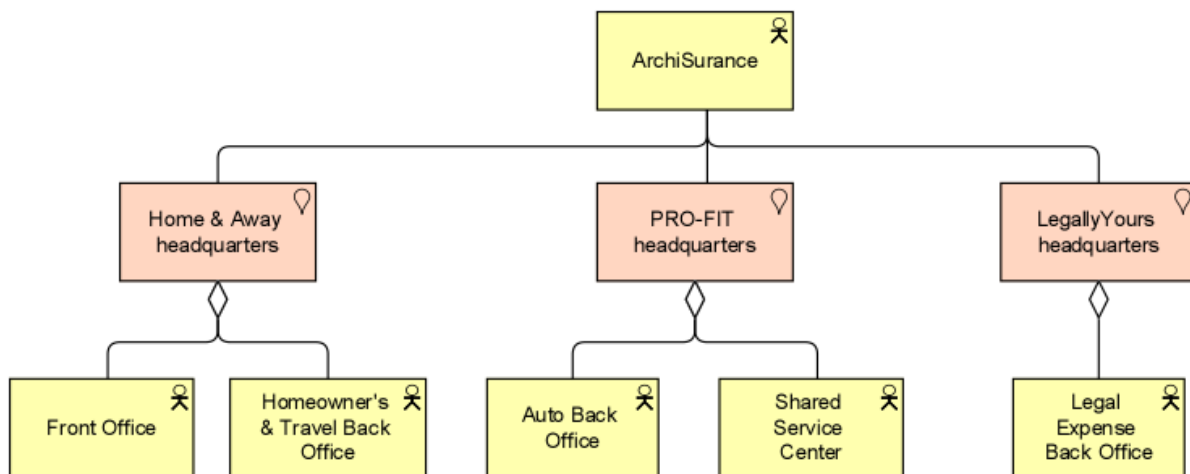 ArchiSurance
Home & Away
headquarters
PRO-FIT
headquarters
LegallyYours
headquarters
Front Office
Homeowner's
& Travel Back
Office
Auto Back
Office
Shared
Service
Center
Legal
Expense
Back Office